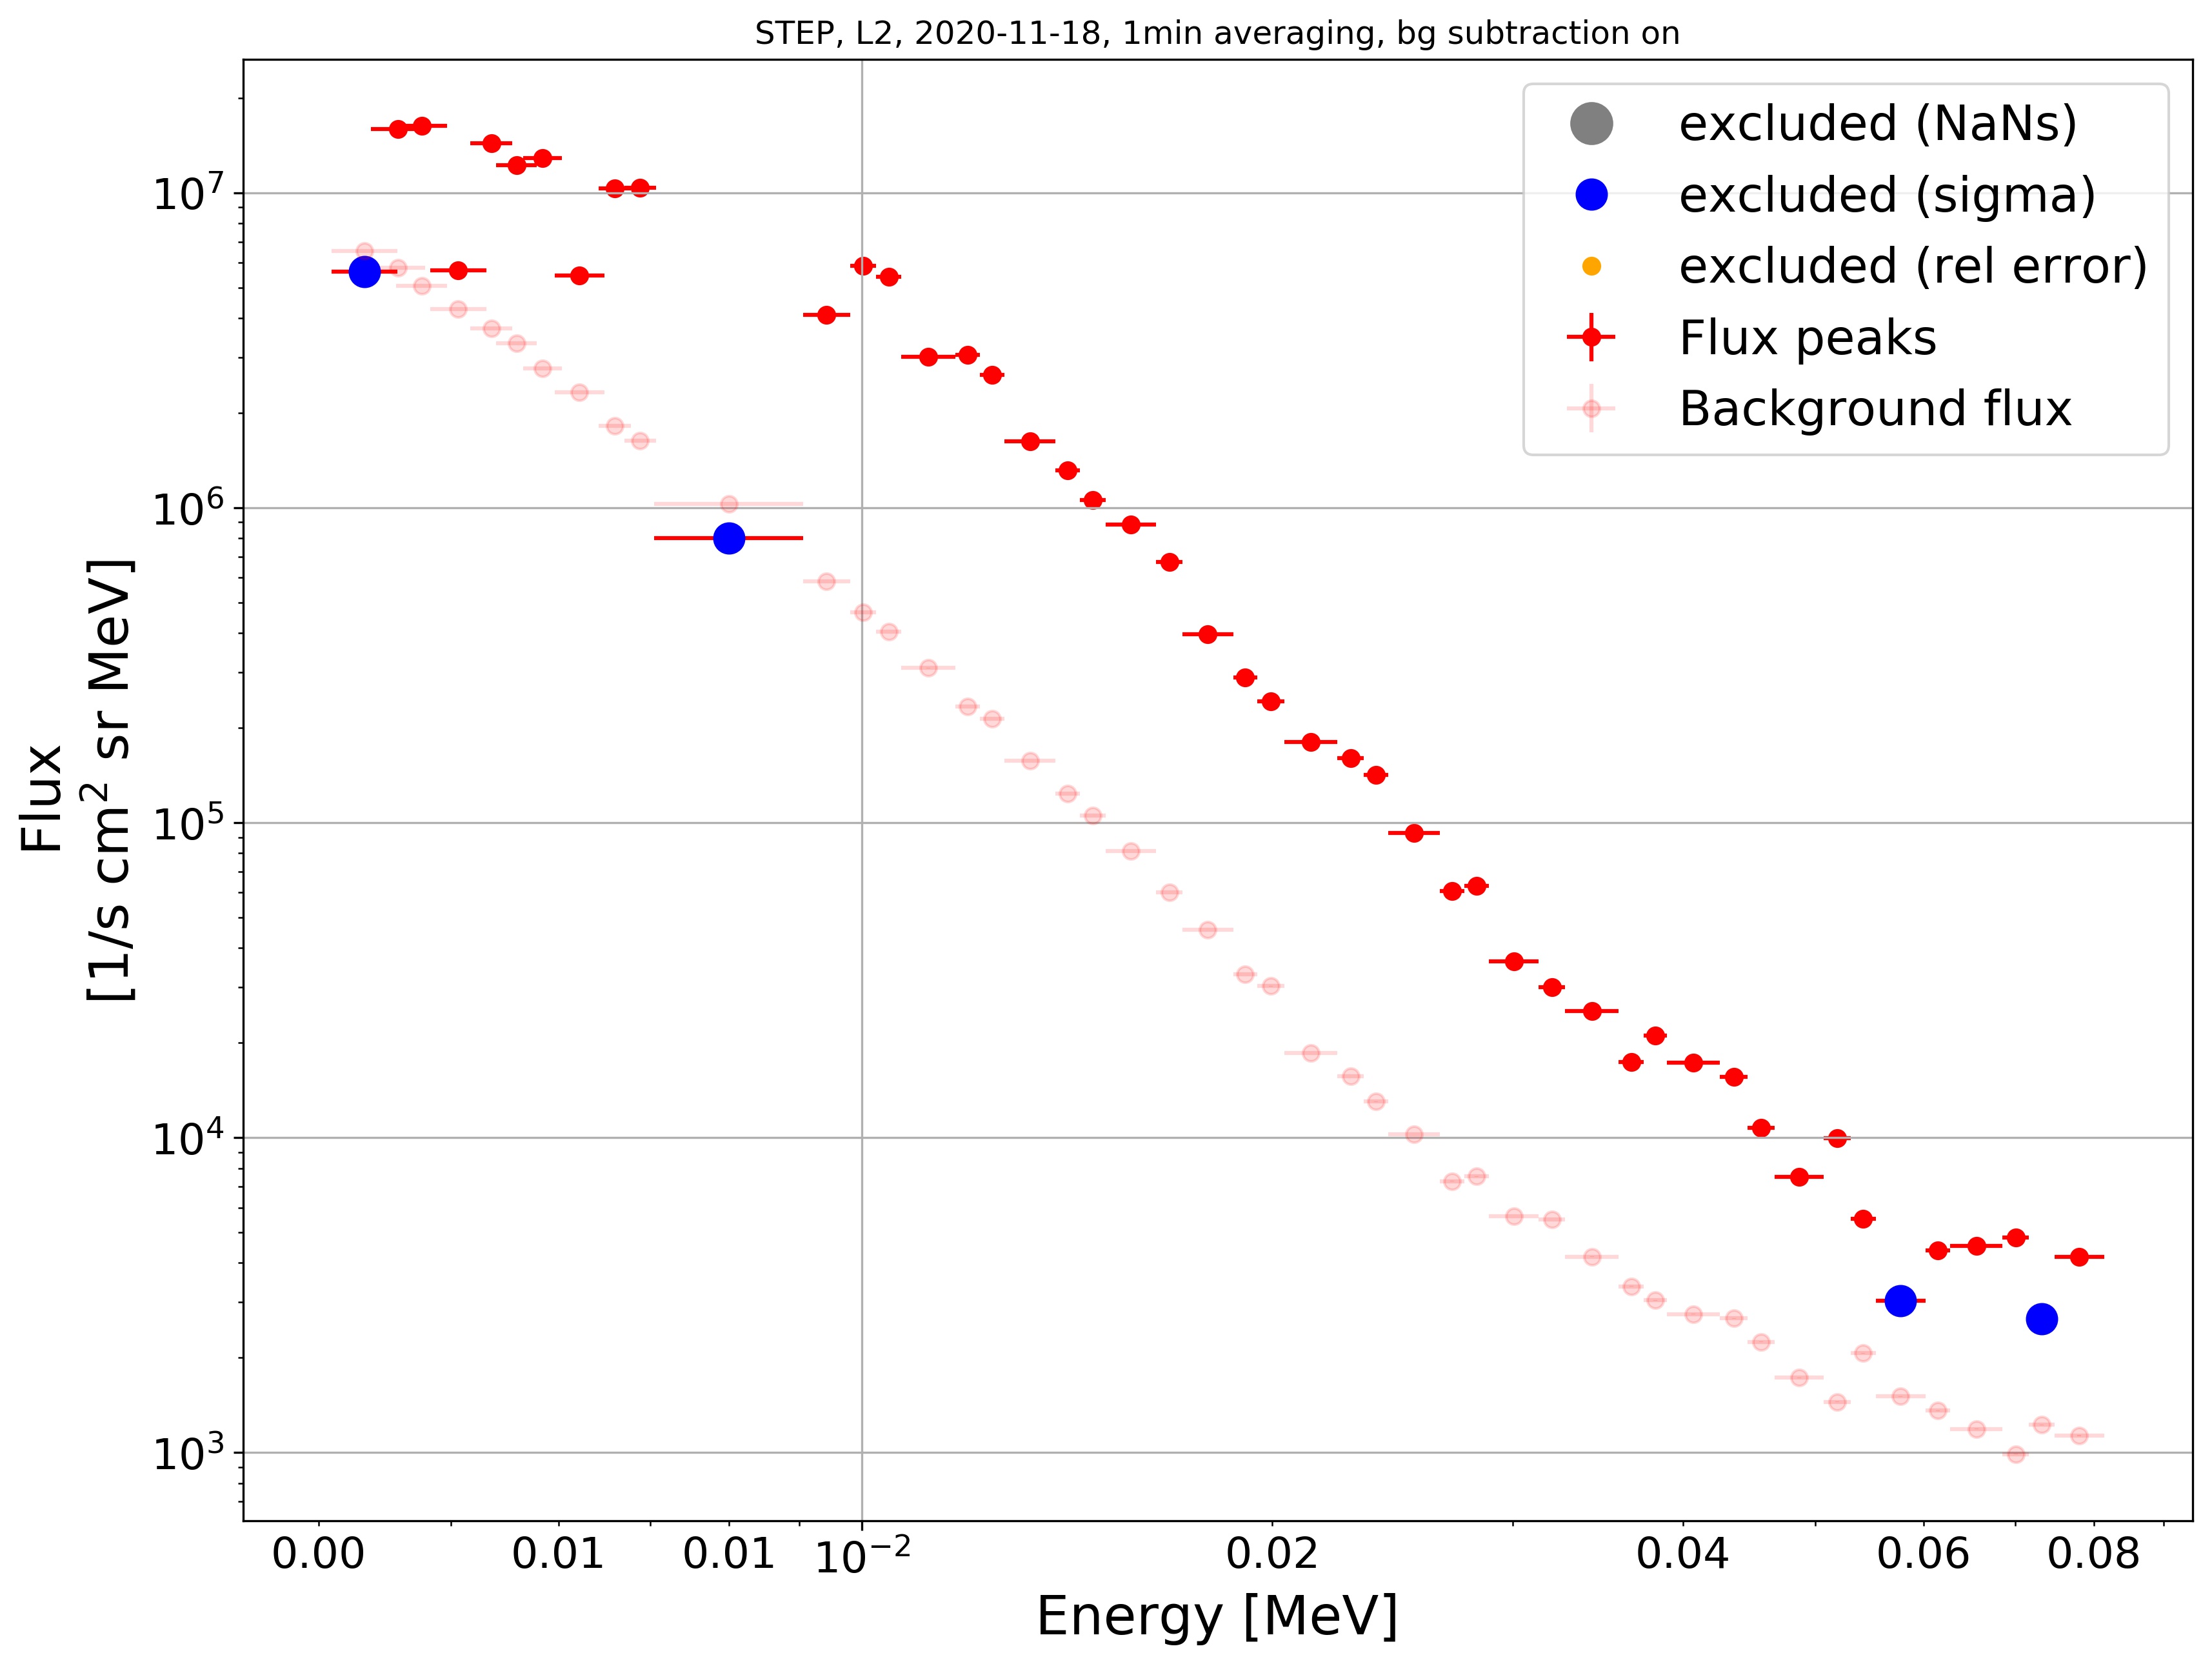 STEP, L2, 2020-11-18, 1min averaging, bg subtraction on
excluded (NaNs)
excluded (sigma)
excluded (rel error)
Flux peaks
Background flux
Flux
[1/s cm² sr MeV]
10⁷
10⁶
10⁵
10⁴
10³
0.00 0.01 0.01 10⁻² 0.02 0.04 0.06 0.08
Energy [MeV]